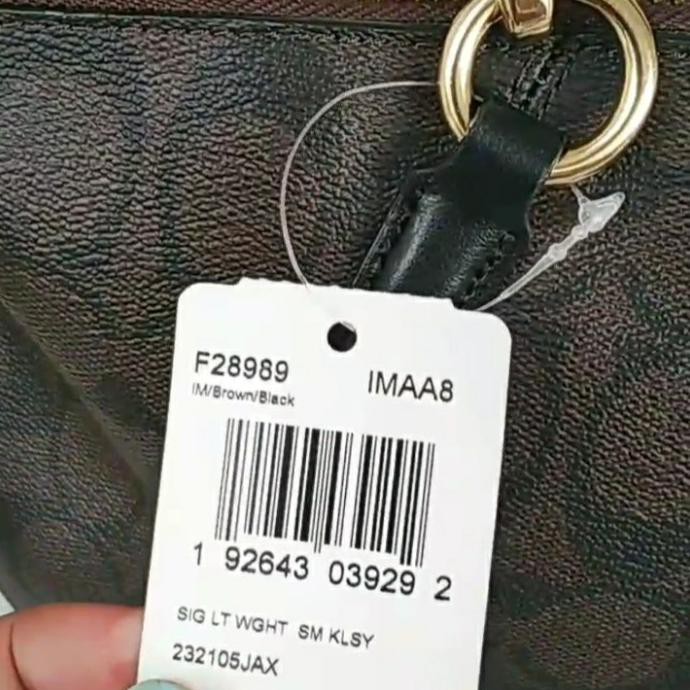 F28989 IMAA8
IM/Brown/Black
1 92643 03929 2
SIG LT WGHT SM KLSY
232105JAX